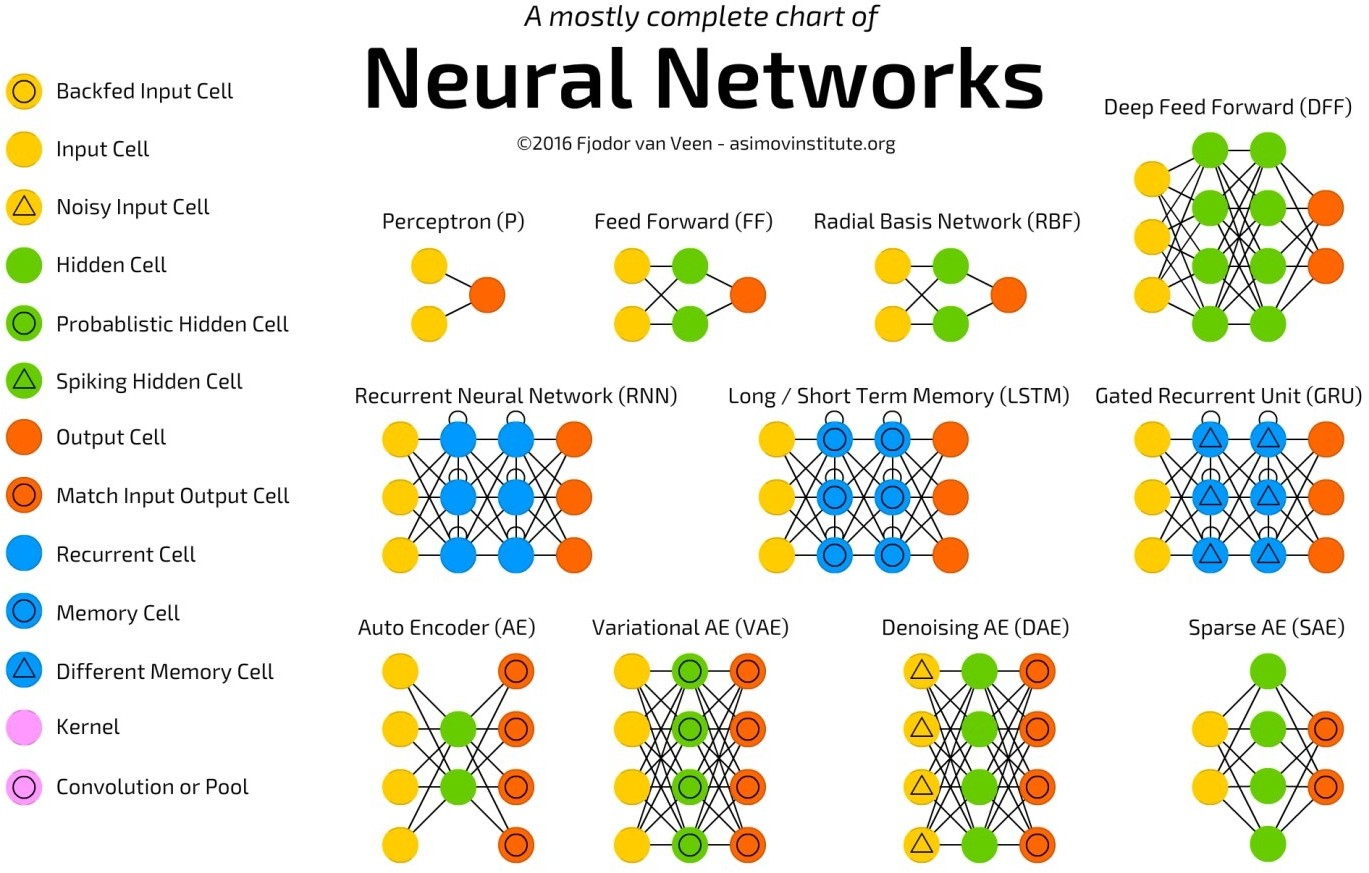 A mostly complete chart of
Neural Networks
©2016 Fjodor van Veen - asimovinstitute.org
Backfed Input Cell
Input Cell
Noisy Input Cell
Hidden Cell
Probablistic Hidden Cell
Spiking Hidden Cell
Output Cell
Match Input Output Cell
Recurrent Cell
Memory Cell
Different Memory Cell
Kernel
Convolution or Pool
Deep Feed Forward (DFF)
Perceptron (P)
Feed Forward (FF)
Radial Basis Network (RBF)
Recurrent Neural Network (RNN)
Long / Short Term Memory (LSTM)
Gated Recurrent Unit (GRU)
Auto Encoder (AE)
Variational AE (VAE)
Denoising AE (DAE)
Sparse AE (SAE)